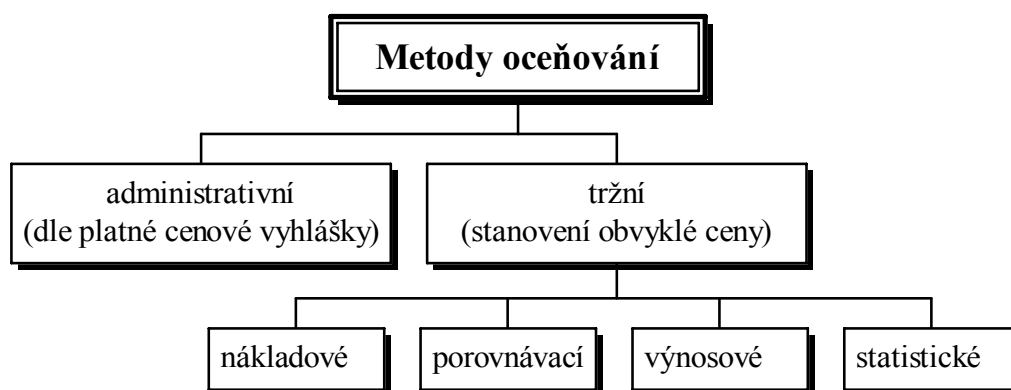 Metody oceňování
administrativní
(dle platné cenové vyhlášky)
tržní
(stanovení obvyklé ceny)
nákladové
porovnávací
výnosové
statistické